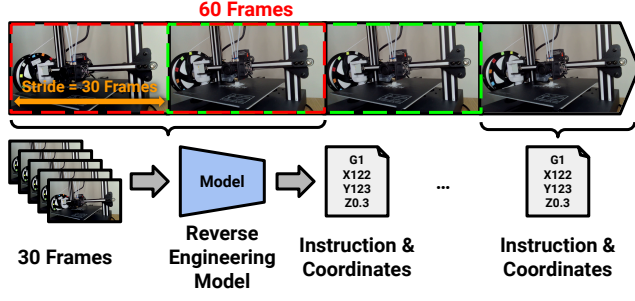 60 Frames
Stride = 30 Frames
Model
G1
X122
Y123
Z0.3
...
G1
X122
Y123
Z0.3
30 Frames
Reverse
Engineering
Model
Instruction &
Coordinates
Instruction &
Coordinates